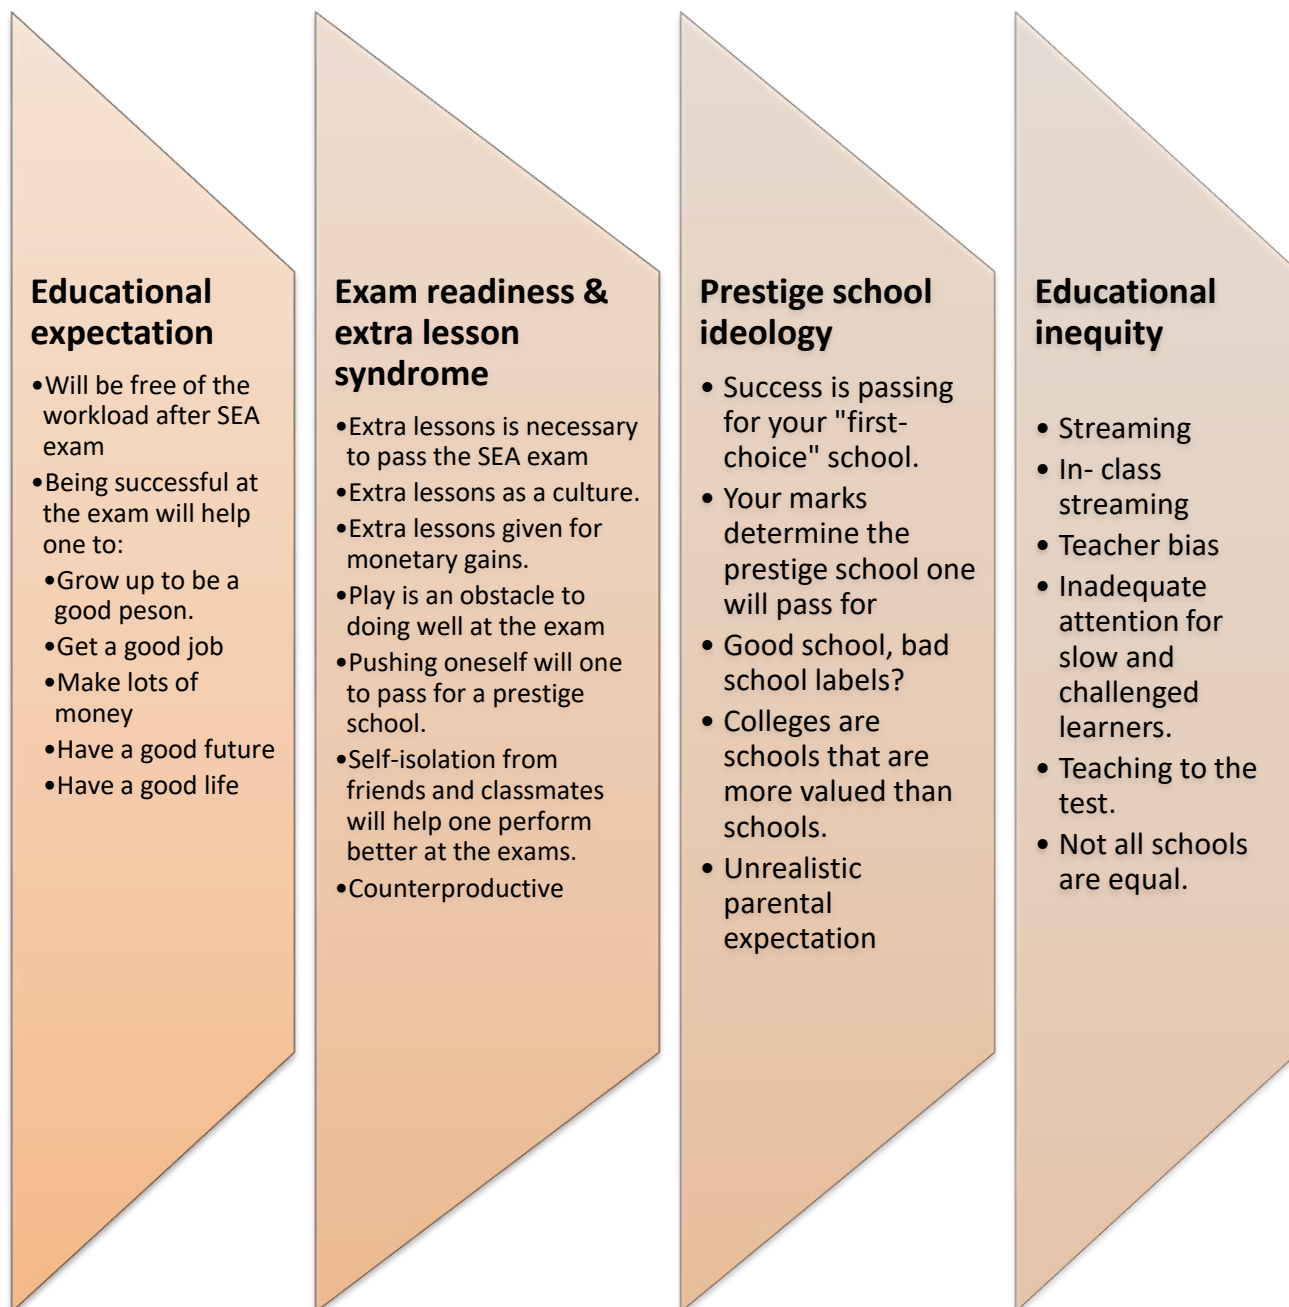 Educational
expectation
•Will be free of the
workload after SEA
exam
•Being successful at
the exam will help
one to:
•Grow up to be a
good peson.
•Get a good job
•Make lots of
money
•Have a good future
•Have a good life
Exam readiness &
extra lesson
syndrome
•Extra lessons is necessary
to pass the SEA exam
•Extra lessons as a culture.
•Extra lessons given for
monetary gains.
•Play is an obstacle to
doing well at the exam
•Pushing oneself will one
to pass for a prestige
school.
•Self-isolation from
friends and classmates
will help one perform
better at the exams.
•Counterproductive
Prestige school
ideology
• Success is passing
for your "first-
choice" school.
• Your marks
determine the
prestige school one
will pass for
• Good school, bad
school labels?
• Colleges are
schools that are
more valued than
schools.
• Unrealistic
parental
expectation
Educational
inequity
• Streaming
• In- class
streaming
• Teacher bias
• Inadequate
attention for
slow and
challenged
learners.
• Teaching to the
test.
• Not all schools
are equal.